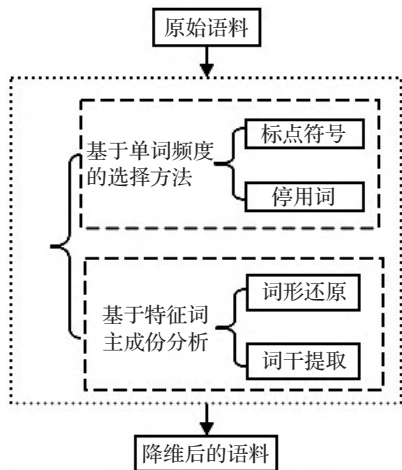 原始语料
基于单词频度
的选择方法
标点符号
停用词
基于特征词
主成份分析
词形还原
词干提取
降维后的语料